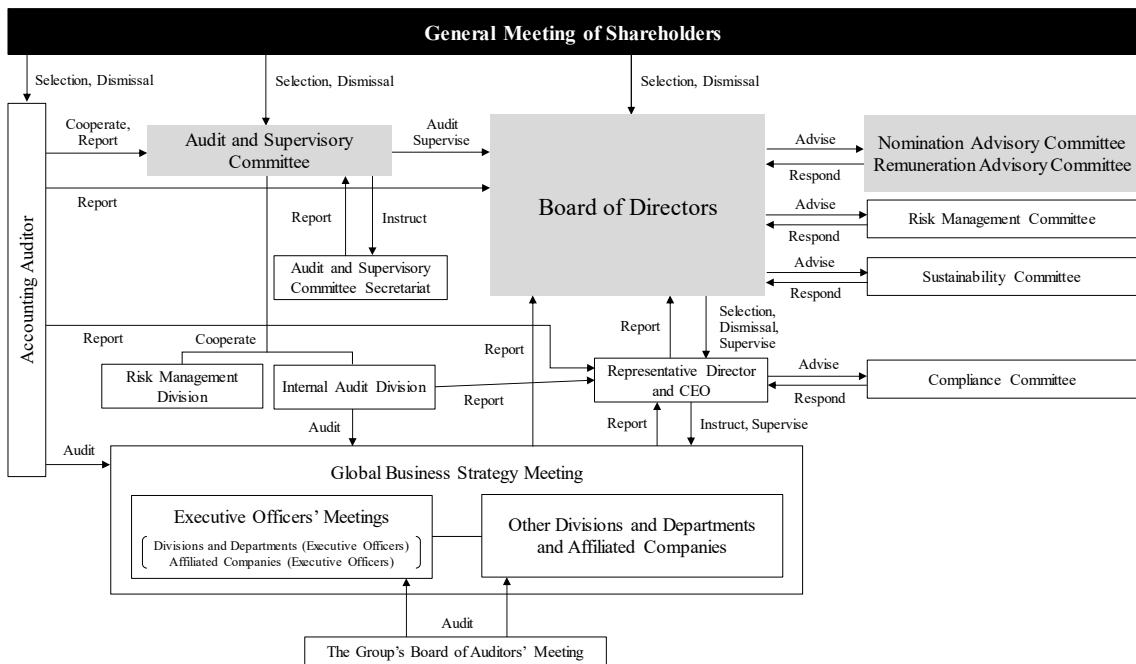 General Meeting of Shareholders
Selection, Dismissal
Selection, Dismissal
Selection, Dismissal
Accounting Auditor
Cooperate,
Report
Audit and Supervisory
Committee
Audit
Supervise
Board of Directors
Advise
Respond
Nomination Advisory Committee
Remuneration Advisory Committee
Report
Report
Instruct
Advise
Respond
Risk Management Committee
Audit and Supervisory
Committee Secretariat
Advise
Respond
Sustainability Committee
Report
Cooperate
Report
Report
Selection,
Dismissal,
Supervise
Risk Management
Division
Internal Audit Division
Report
Representative Director
and CEO
Advise
Respond
Compliance Committee
Audit
Audit
Report
Instruct, Supervise
Global Business Strategy Meeting
Executive Officers’ Meetings
Divisions and Departments (Executive Officers)
Affiliated Companies (Executive Officers)
Other Divisions and Departments
and Affiliated Companies
Audit
The Group’s Board of Auditors’ Meeting